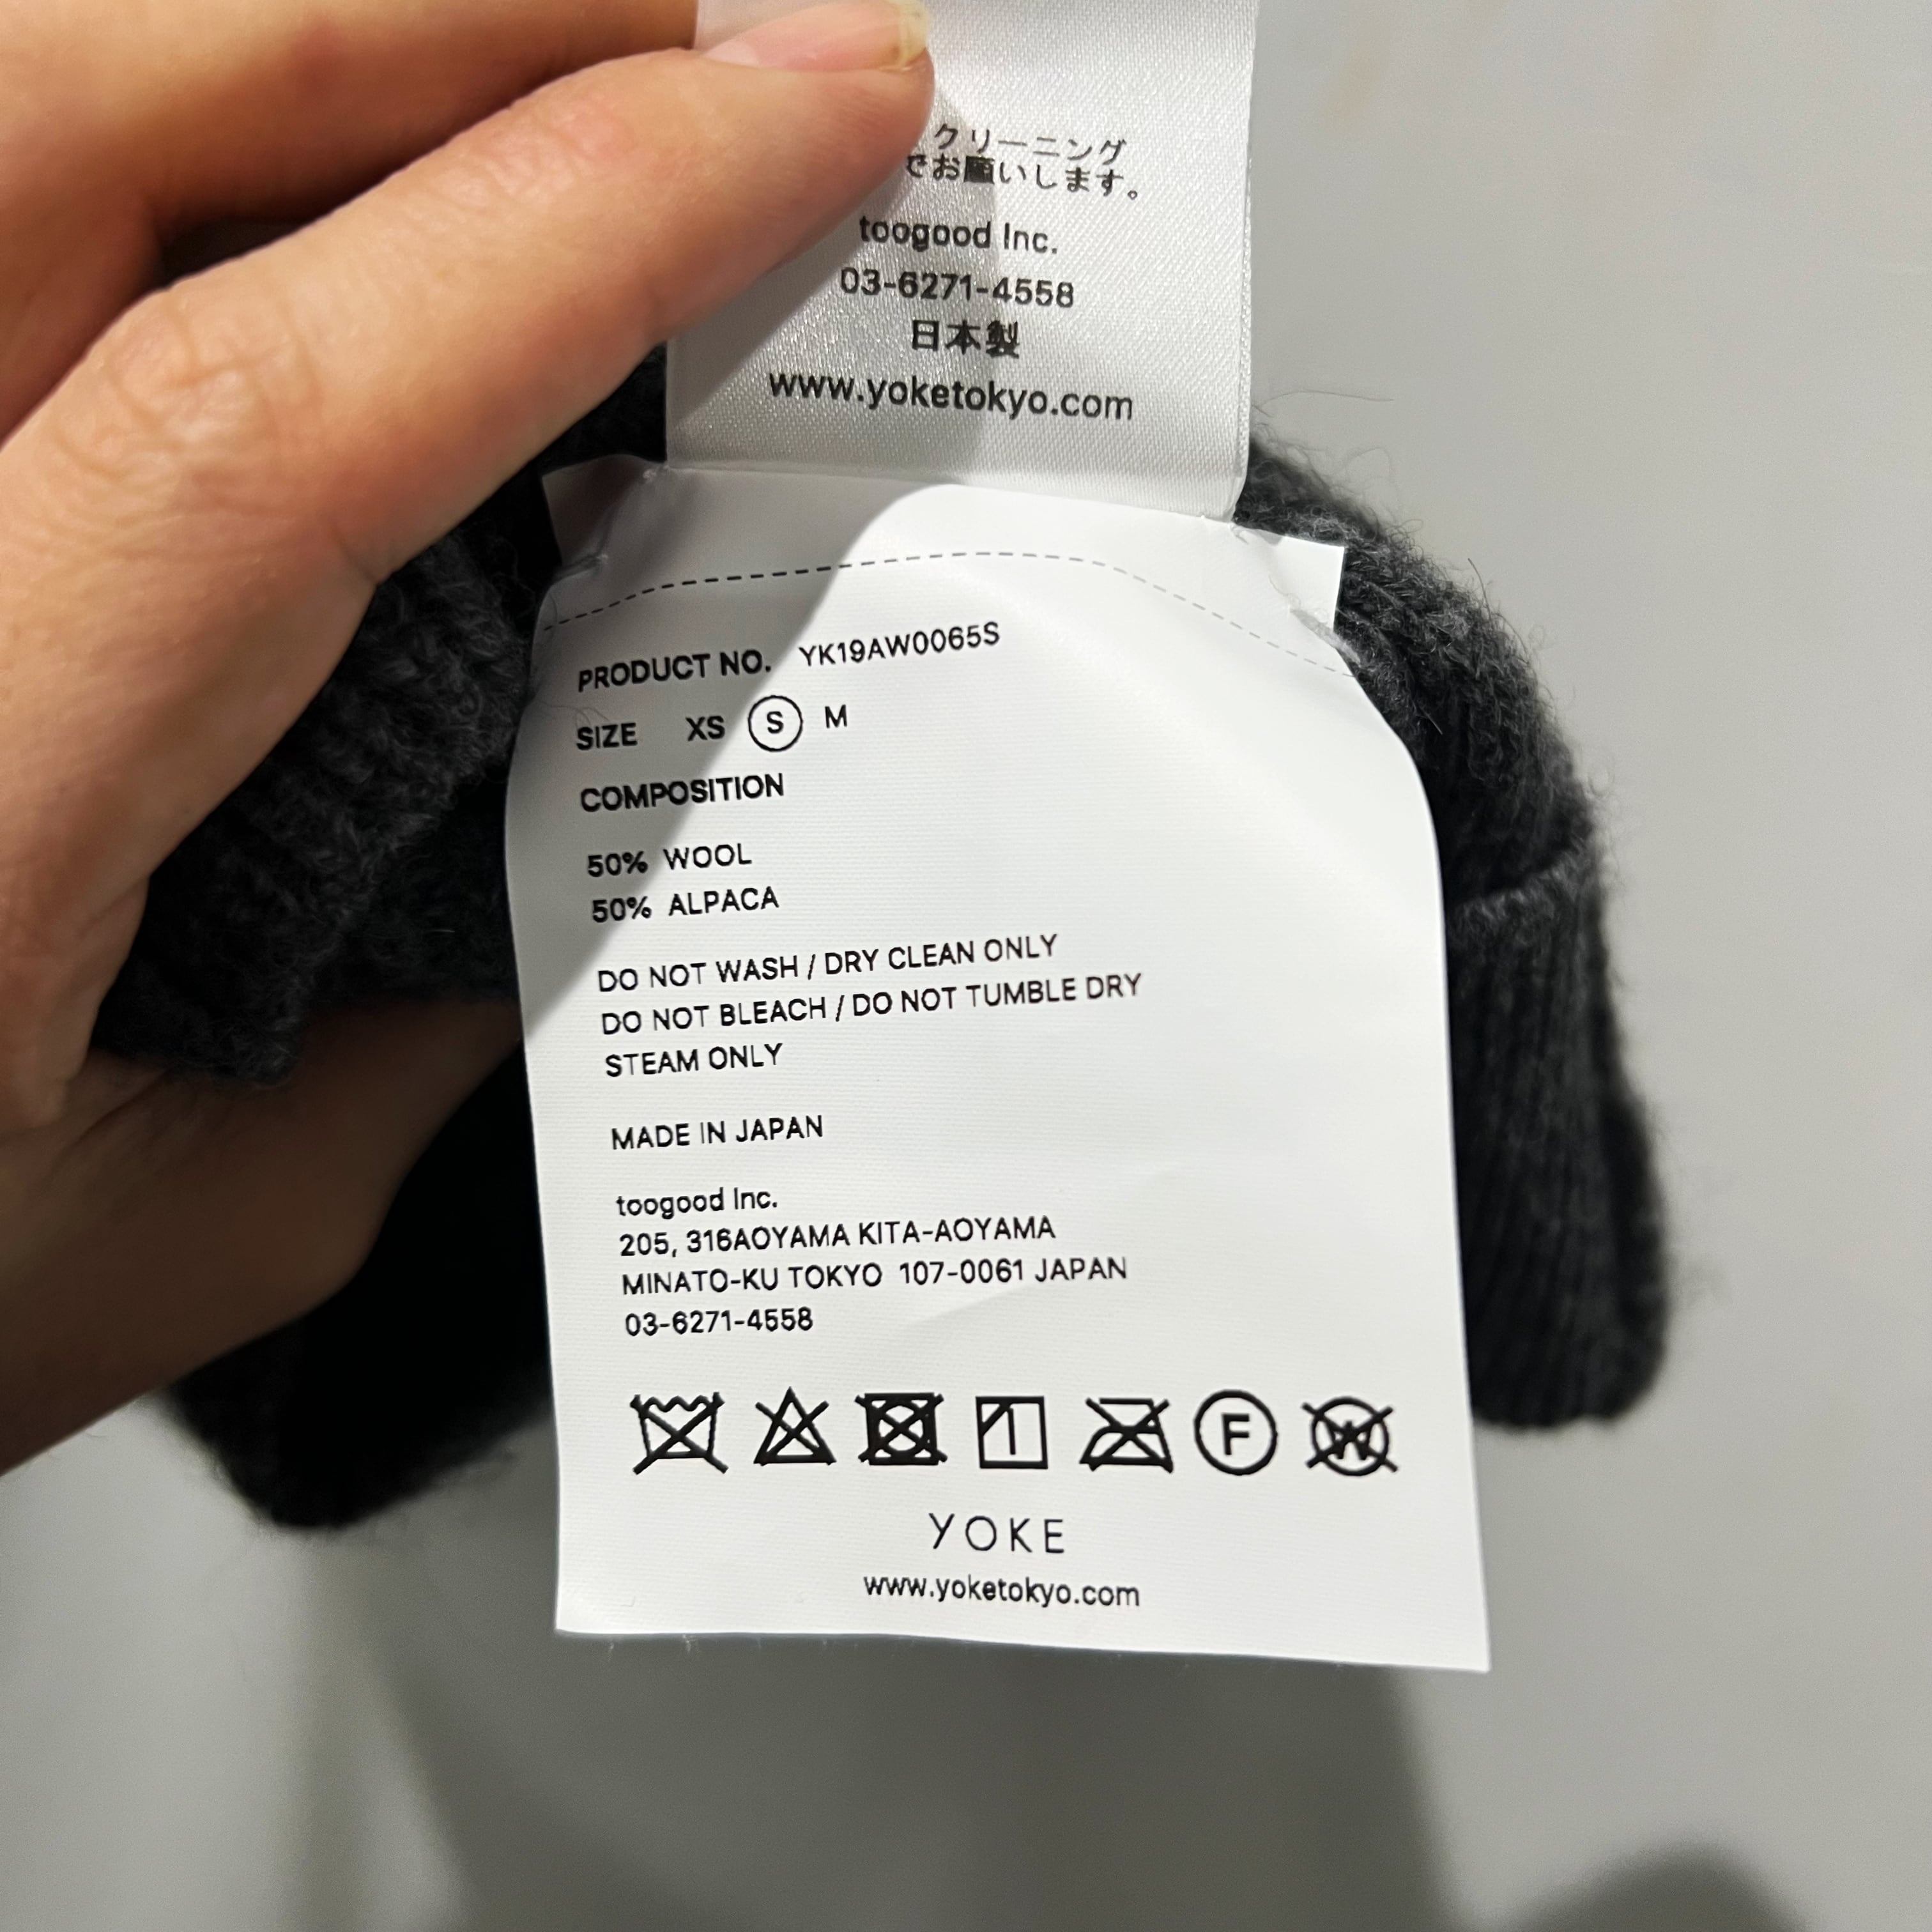 クリーニング
でお願いします。
toogood Inc.
03-6271-4558
日本製
www.yoketokyo.com
PRODUCT NO. YK19AW0065S
SIZE XS S M
COMPOSITION
50% WOOL
50% ALPACA
DO NOT WASH / DRY CLEAN ONLY
DO NOT BLEACH / DO NOT TUMBLE DRY
STEAM ONLY
MADE IN JAPAN
toogood Inc.
205, 316AOYAMA KITA-AOYAMA
MINATO-KU TOKYO 107-0061 JAPAN
03-6271-4558
F W
YOKE
www.yoketokyo.com